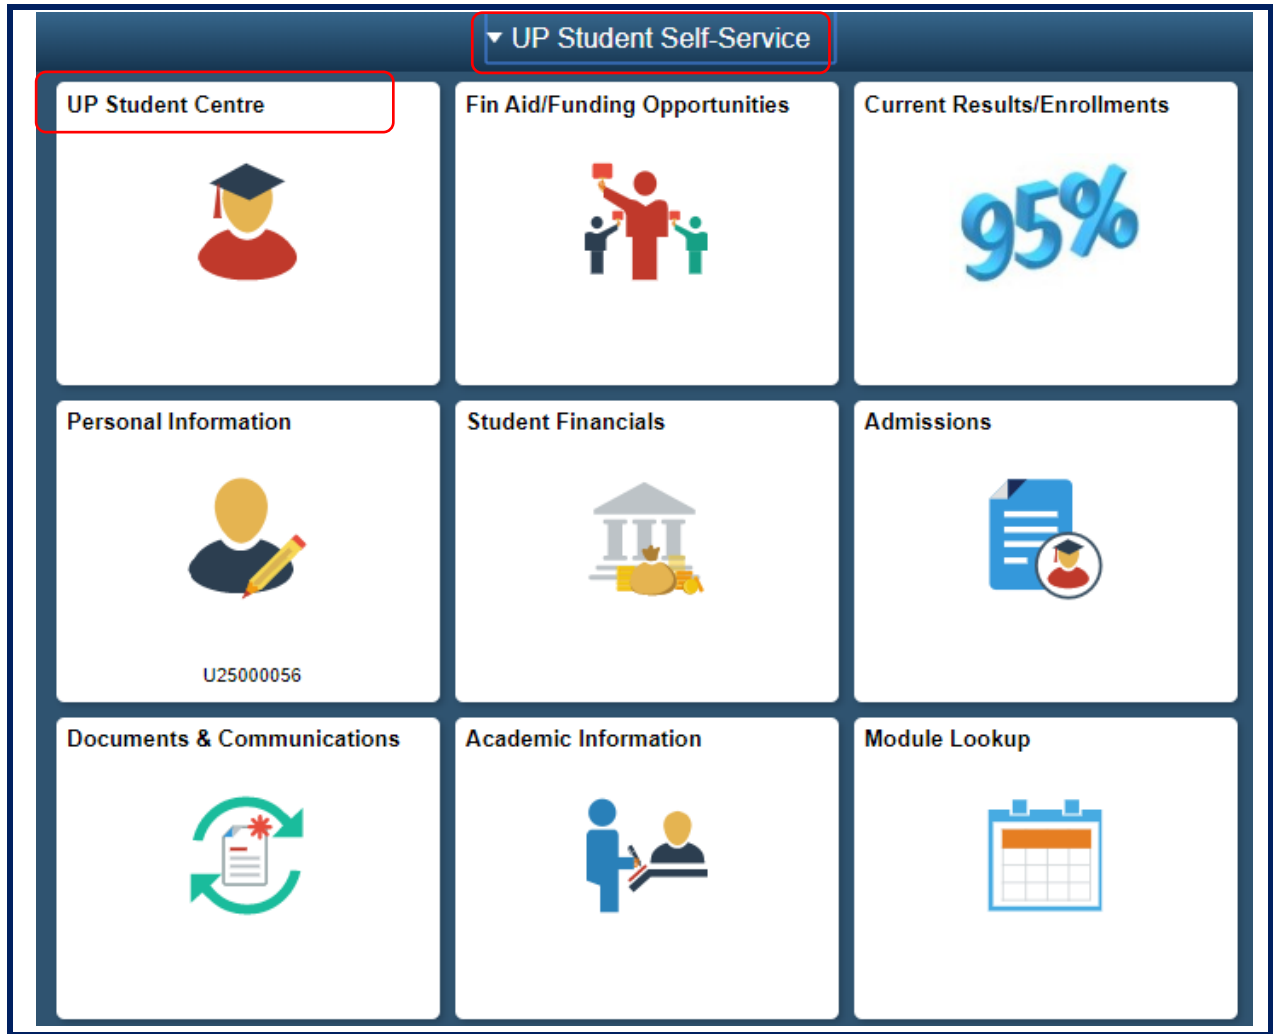 UP Student Self-Service
UP Student Centre
Fin Aid/Funding Opportunities
Current Results/Enrollments
95%
Personal Information
U25000056
Student Financials
Admissions
Documents & Communications
Academic Information
Module Lookup